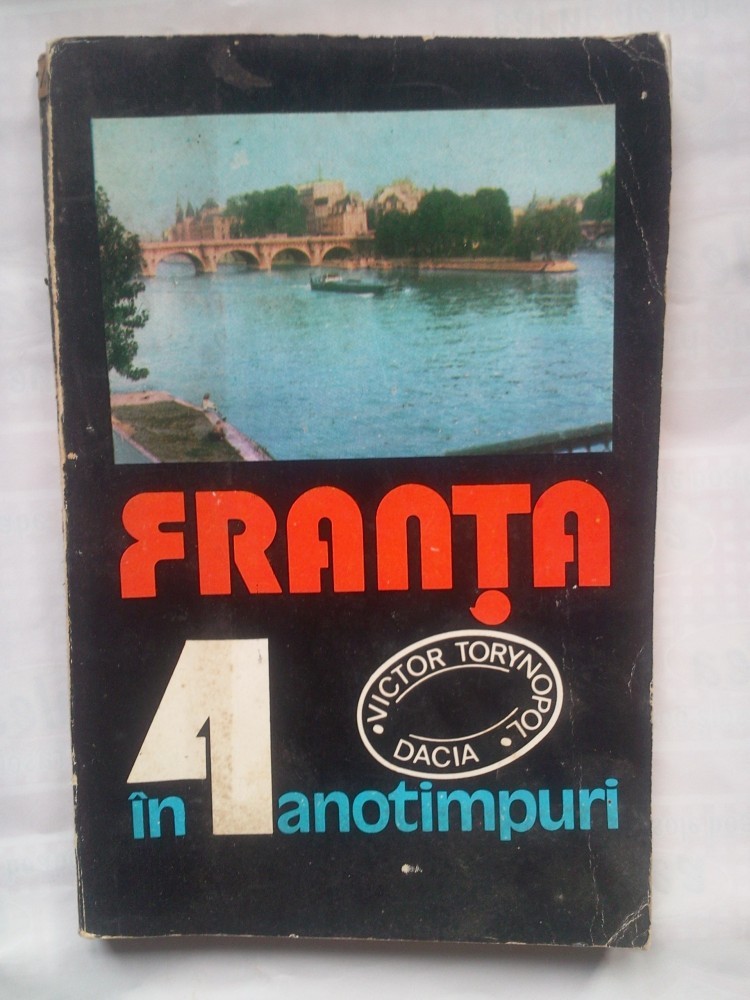 FRANȚA
4
•VICTOR TORYNOPOL•
DACIA
în anotimpuri